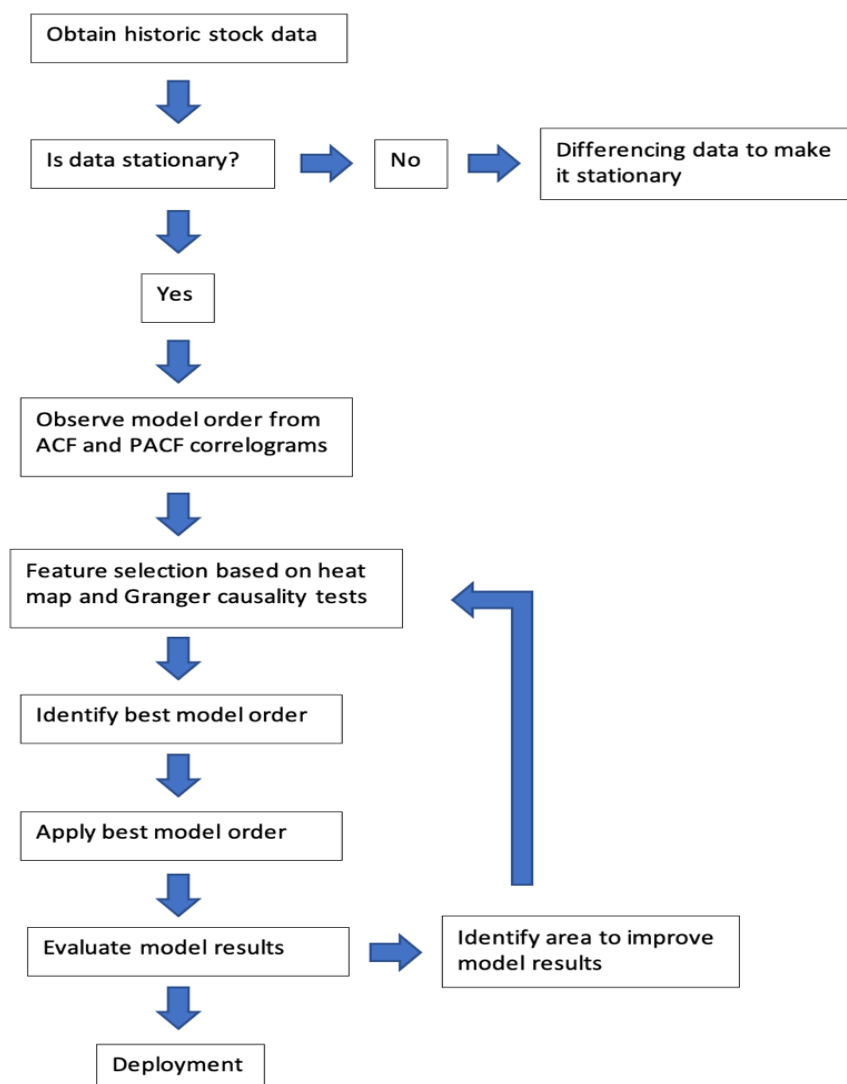 Obtain historic stock data
Is data stationary?
No
Differencing data to make
it stationary
Yes
Observe model order from
ACF and PACF correlograms
Feature selection based on heat
map and Granger causality tests
Identify best model order
Apply best model order
Evaluate model results
Identify area to improve
model results
Deployment